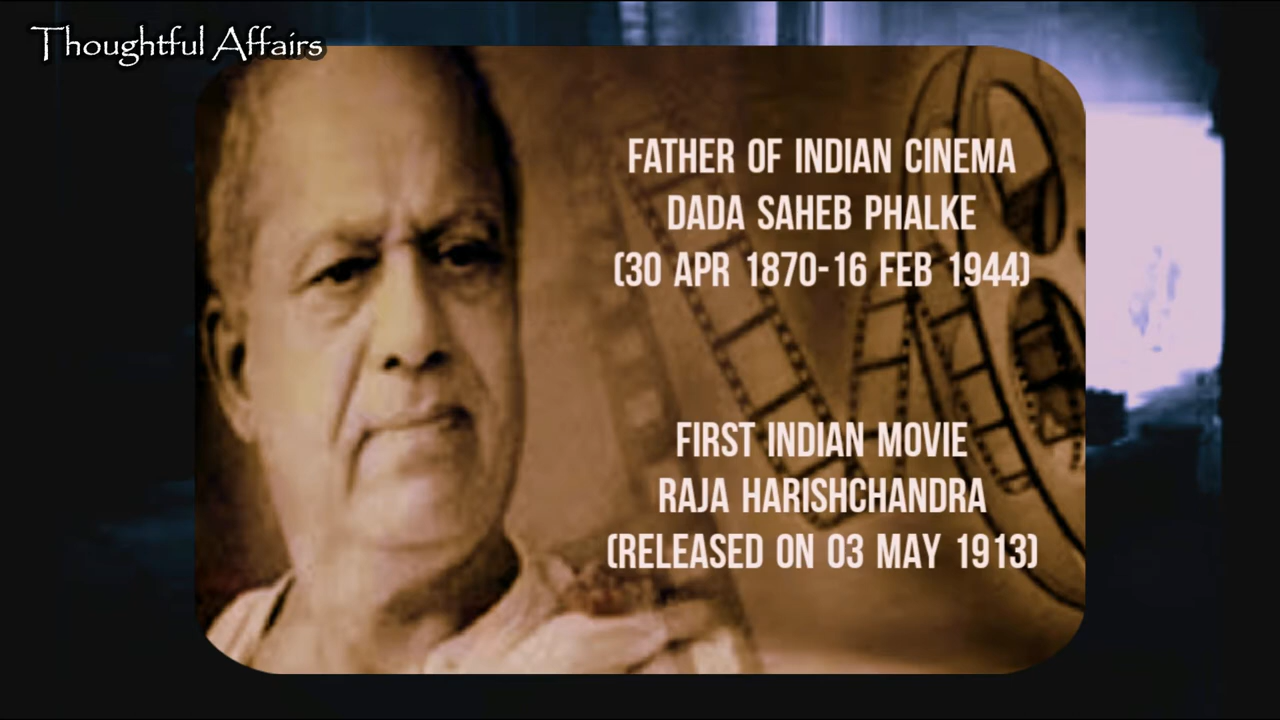 Thoughtful Affairs
FATHER OF INDIAN CINEMA
DADA SAHEB PHALKE
(30 APR 1870-16 FEB 1944)
FIRST INDIAN MOVIE
RAJA HARISHCHANDRA
(RELEASED ON 03 MAY 1913)